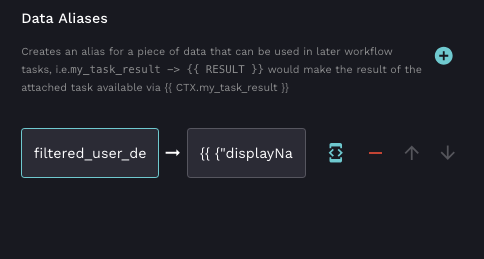 Data Aliases
Creates an alias for a piece of data that can be used in later workflow
tasks, i.e.my_task_result –> {{ RESULT }} would make the result of the
attached task available via {{ CTX.my_task_result }}
filtered_user_de → {{ {"displayNa